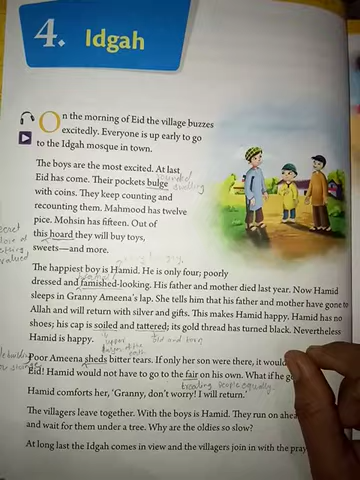 4. Idgah
On the morning of Eid the village buzzes
excitedly. Everyone is up early to go
to the Idgah mosque in town.
The boys are the most excited. At last
Eid has come. Their pockets bulge
swelling
with coins. They keep counting and
recounting them. Mahmood has twelve
pice. Mohsin has fifteen. Out of
this hoard they will buy toys,
sweets—and more.
The happiest boy is Hamid. He is only four; poorly
dressed and famished-looking. His father and mother died last year. Now Hamid
sleeps in Granny Ameena's lap. She tells him that his father and mother have gone to
Allah and will return with silver and gifts. This makes Hamid happy. Hamid has no
shoes; his cap is soiled and tattered; its gold thread has turned black. Nevertheless
Hamid is happy.
upper
old and torn
Poor Ameena sheds bitter tears. If only her son were there, it would
Eid! Hamid would not have to go to the fair on his own. What if he
treating people equally.
Hamid comforts her, 'Granny, don't worry! I will return.'
The villagers leave together. With the boys is Hamid. They run on
and wait for them under a tree. Why are the oldies so slow?
At long last the Idgah comes in view and the villagers join in with the